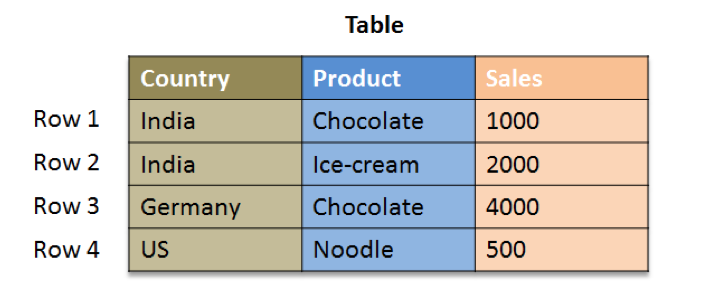 Table
Country Product Sales
Row 1 India Chocolate 1000
Row 2 India Ice-cream 2000
Row 3 Germany Chocolate 4000
Row 4 US Noodle 500